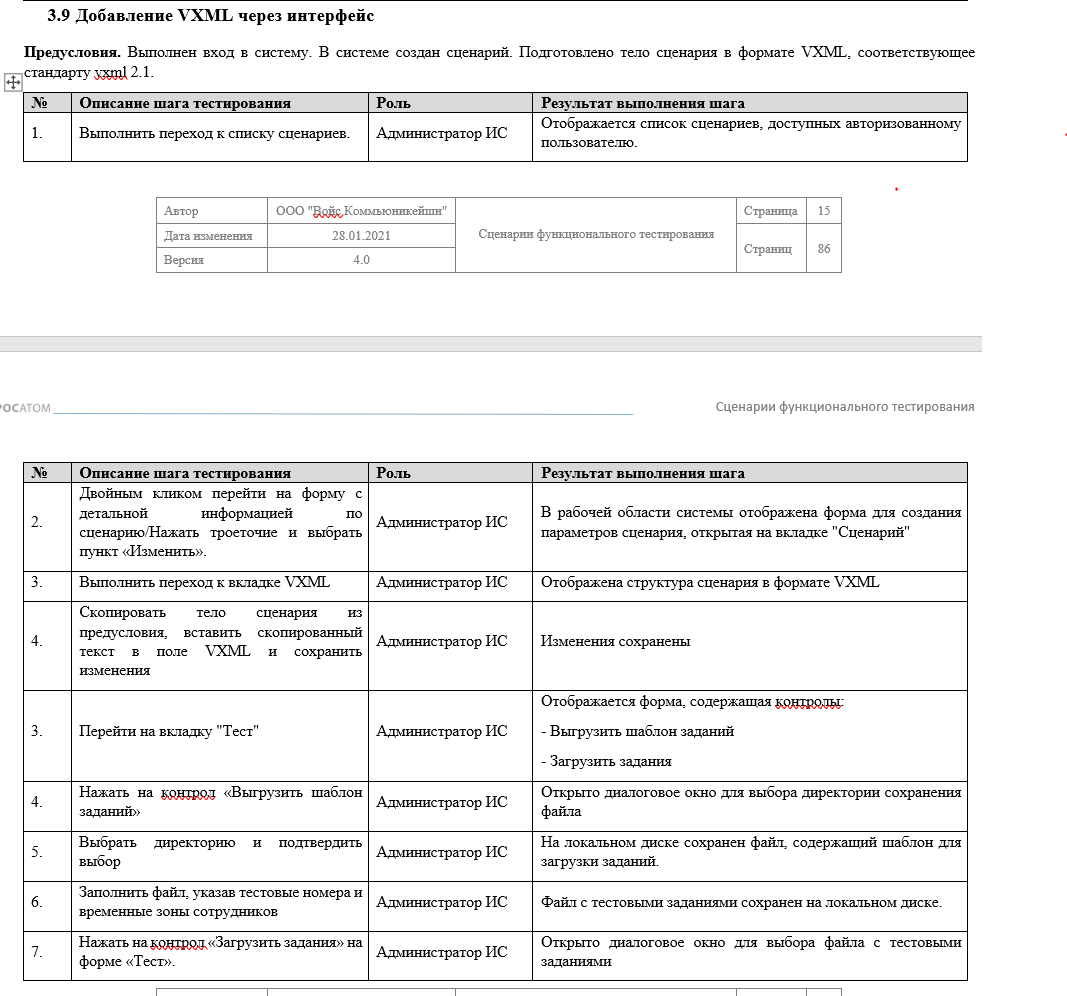 3.9 Добавление VXML через интерфейс
Предусловия. Выполнен вход в систему. В системе создан сценарий. Подготовлено тело сценария в формате VXML, соответствующее
стандарту vxml 2.1.
№ Описание шага тестирования Роль Результат выполнения шага
1. Выполнить переход к списку сценариев. Администратор ИС Отображается список сценариев, доступных авторизованному
пользователю.
Автор ООО "Войс Коммьюникейшн" Сценарии функционального тестирования Страница 15
Дата изменения 28.01.2021 Страниц 86
Версия 4.0
РОСАТОМ Сценарии функционального тестирования
№ Описание шага тестирования Роль Результат выполнения шага
2. Двойным кликом перейти на форму с
детальной информацией по
сценарию/Нажать троеточие и выбрать
пункт «Изменить».
Администратор ИС
В рабочей области системы отображена форма для создания
параметров сценария, открытая на вкладке "Сценарий"
3. Выполнить переход к вкладке VXML Администратор ИС Отображена структура сценария в формате VXML
4. Скопировать тело сценария из
предусловия, вставить скопированный
текст в поле VXML и сохранить
изменения
Администратор ИС
Изменения сохранены
3. Перейти на вкладку "Тест" Администратор ИС Отображается форма, содержащая контролы:
- Выгрузить шаблон заданий
- Загрузить задания
4. Нажать на контрол «Выгрузить шаблон
заданий»
Администратор ИС
Открыто диалоговое окно для выбора директории сохранения
файла
5. Выбрать директорию и подтвердить
выбор
Администратор ИС
На локальном диске сохранен файл, содержащий шаблон для
загрузки заданий.
6. Заполнить файл, указав тестовые номера и
временные зоны сотрудников
Администратор ИС
Файл с тестовыми заданиями сохранен на локальном диске.
7. Нажать на контрол «Загрузить задания» на
форме «Тест».
Администратор ИС
Открыто диалоговое окно для выбора файла с тестовыми
заданиями